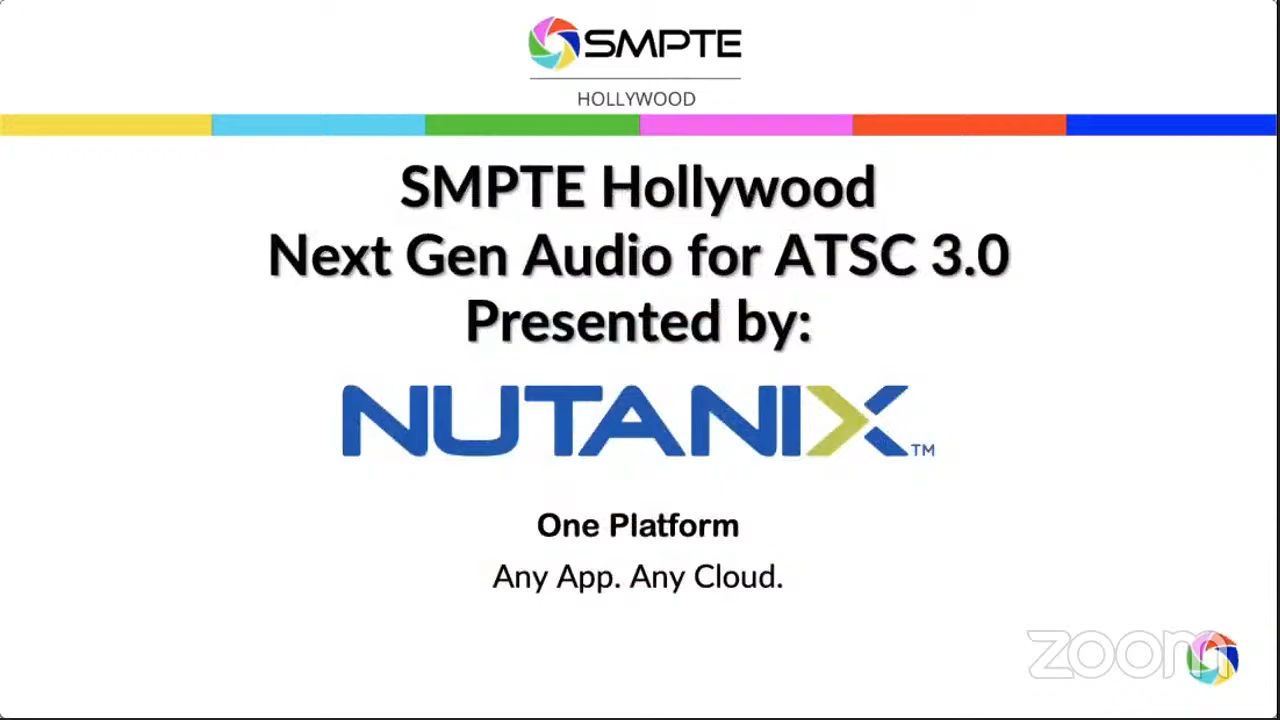 SMPTE
HOLLYWOOD
SMPTE Hollywood
Next Gen Audio for ATSC 3.0
Presented by:
NUTANIX™
One Platform
Any App. Any Cloud.
zoom